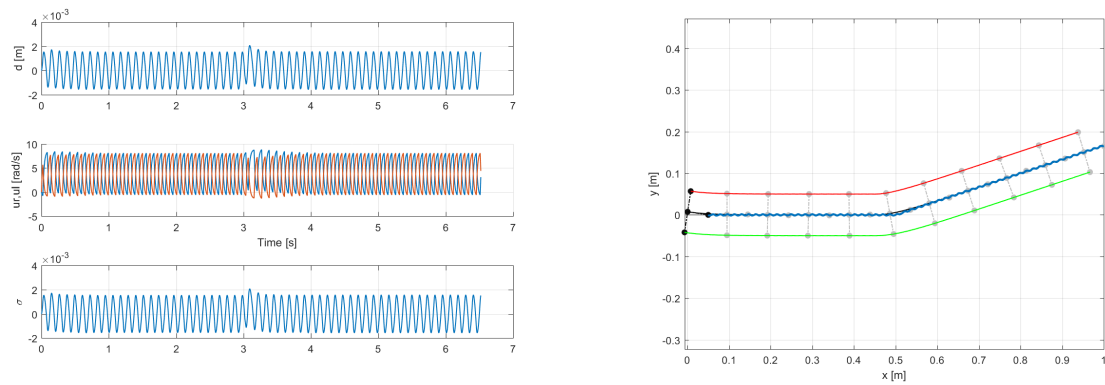 ×10⁻³
4
2
0
-2
d [m]
0 1 2 3 4 5 6 7
10
5
0
-5
ur,ul [rad/s]
0 1 2 3 4 5 6 7
Time [s]
×10⁻³
4
2
0
-2
σ
0 1 2 3 4 5 6 7
0.4
0.3
0.2
0.1
0
-0.1
-0.2
-0.3
y [m]
0 0.1 0.2 0.3 0.4 0.5 0.6 0.7 0.8 0.9 1
x [m]